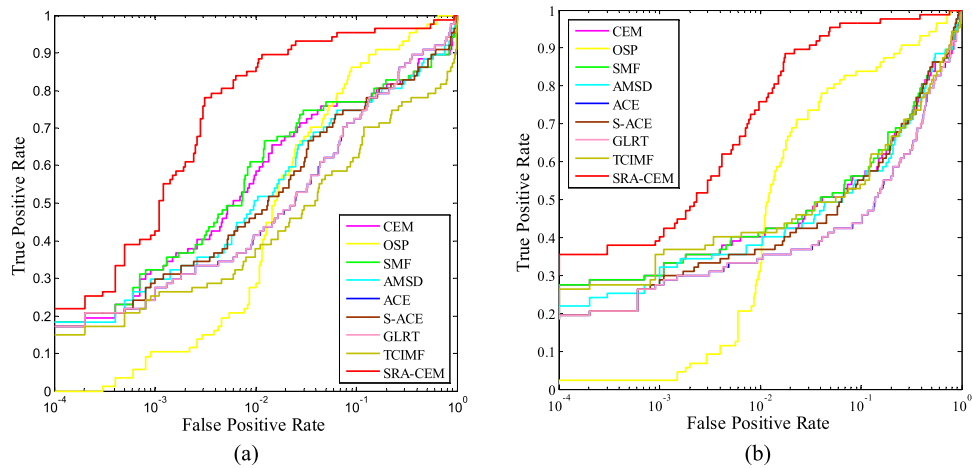 1
0.9
0.8
0.7
0.6
0.5
0.4
0.3
0.2
0.1
0
True Positive Rate
10^-4
10^-3
10^-2
10^-1
10^0
False Positive Rate
CEM
OSP
SMF
AMSD
ACE
S-ACE
GLRT
TCIMF
SRA-CEM
(a)
1
0.9
0.8
0.7
0.6
0.5
0.4
0.3
0.2
0.1
0
True Positive Rate
10^-4
10^-3
10^-2
10^-1
10^0
False Positive Rate
CEM
OSP
SMF
AMSD
ACE
S-ACE
GLRT
TCIMF
SRA-CEM
(b)